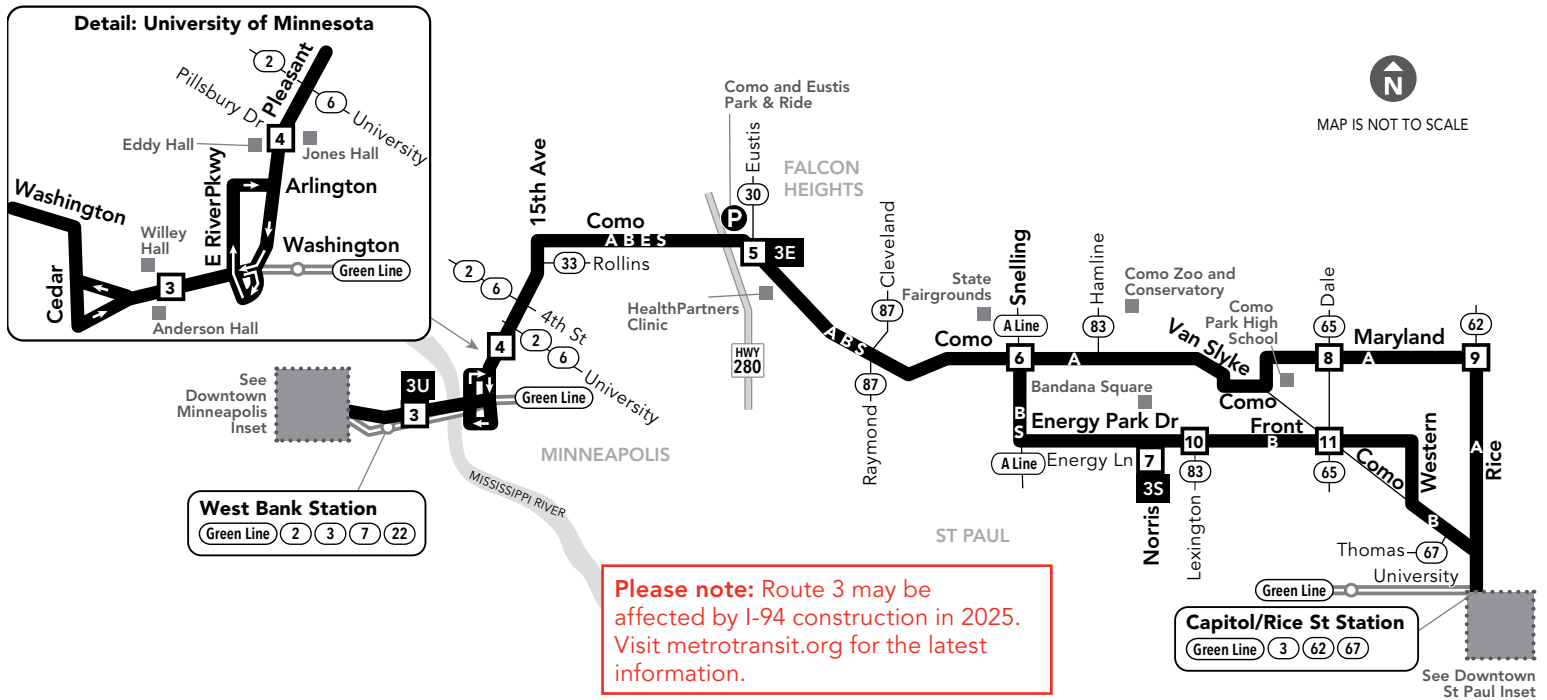 Detail: University of Minnesota
2
Pleasant
Pillsbury Dr
6
University
4
Eddy Hall
Jones Hall
E River Pkwy
Arlington
Washington
Willey
Hall
Washington
Green Line
Cedar
3
Anderson Hall
Como and Eustis
Park & Ride
N
MAP IS NOT TO SCALE
15th Ave
Como
A B E S
P
Eustis
30
FALCON
HEIGHTS
5
3E
33
Rollins
2
6
4th St
2
6
University
4
Green Line
HealthPartners
Clinic
HWY
280
A B S
Cleveland
87
Raymond
87
State
Fairgrounds
Como
Snelling
A Line
6
Hamline
83
A
Como Zoo and
Conservatory
Van Slyke
Como
Como
Park High
School
Dale
65
8
Maryland
A
62
9
Bandana Square
B
S
Energy Park Dr
A Line
Energy Ln
7
3S
Norris
10
83
Lexington
Front
B
11
65
Como
Western
B
A
Rice
Thomas
67
University
Green Line
See
Downtown
Minneapolis
Inset
3U
3
MINNEAPOLIS
MISSISSIPPI RIVER
ST PAUL
West Bank Station
Green Line 2 3 7 22
Please note: Route 3 may be
affected by I-94 construction in 2025.
Visit metrotransit.org for the latest
information.
Capitol/Rice St Station
Green Line 3 62 67
See Downtown
St Paul Inset